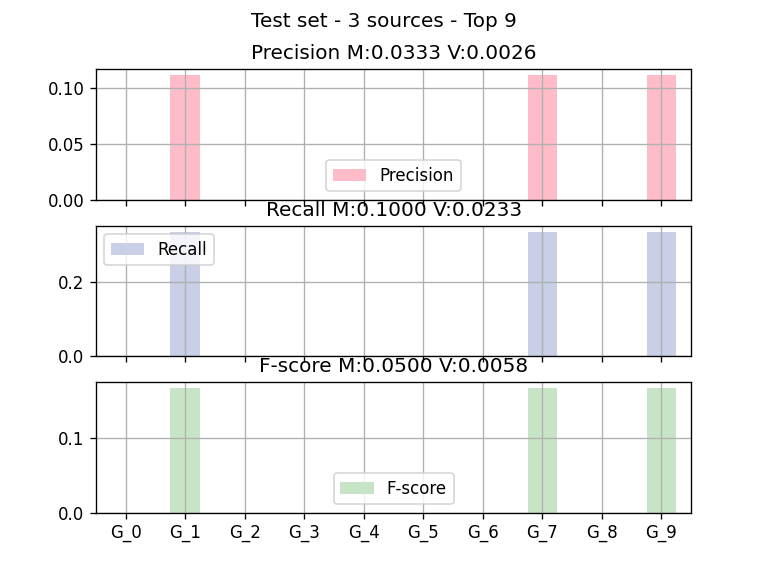 Test set - 3 sources - Top 9
Precision M:0.0333 V:0.0026
0.10
0.05
0.00
Precision
Recall M:0.1000 V:0.0233
Recall
0.2
0.0
F-score M:0.0500 V:0.0058
0.1
0.0
F-score
G_0 G_1 G_2 G_3 G_4 G_5 G_6 G_7 G_8 G_9